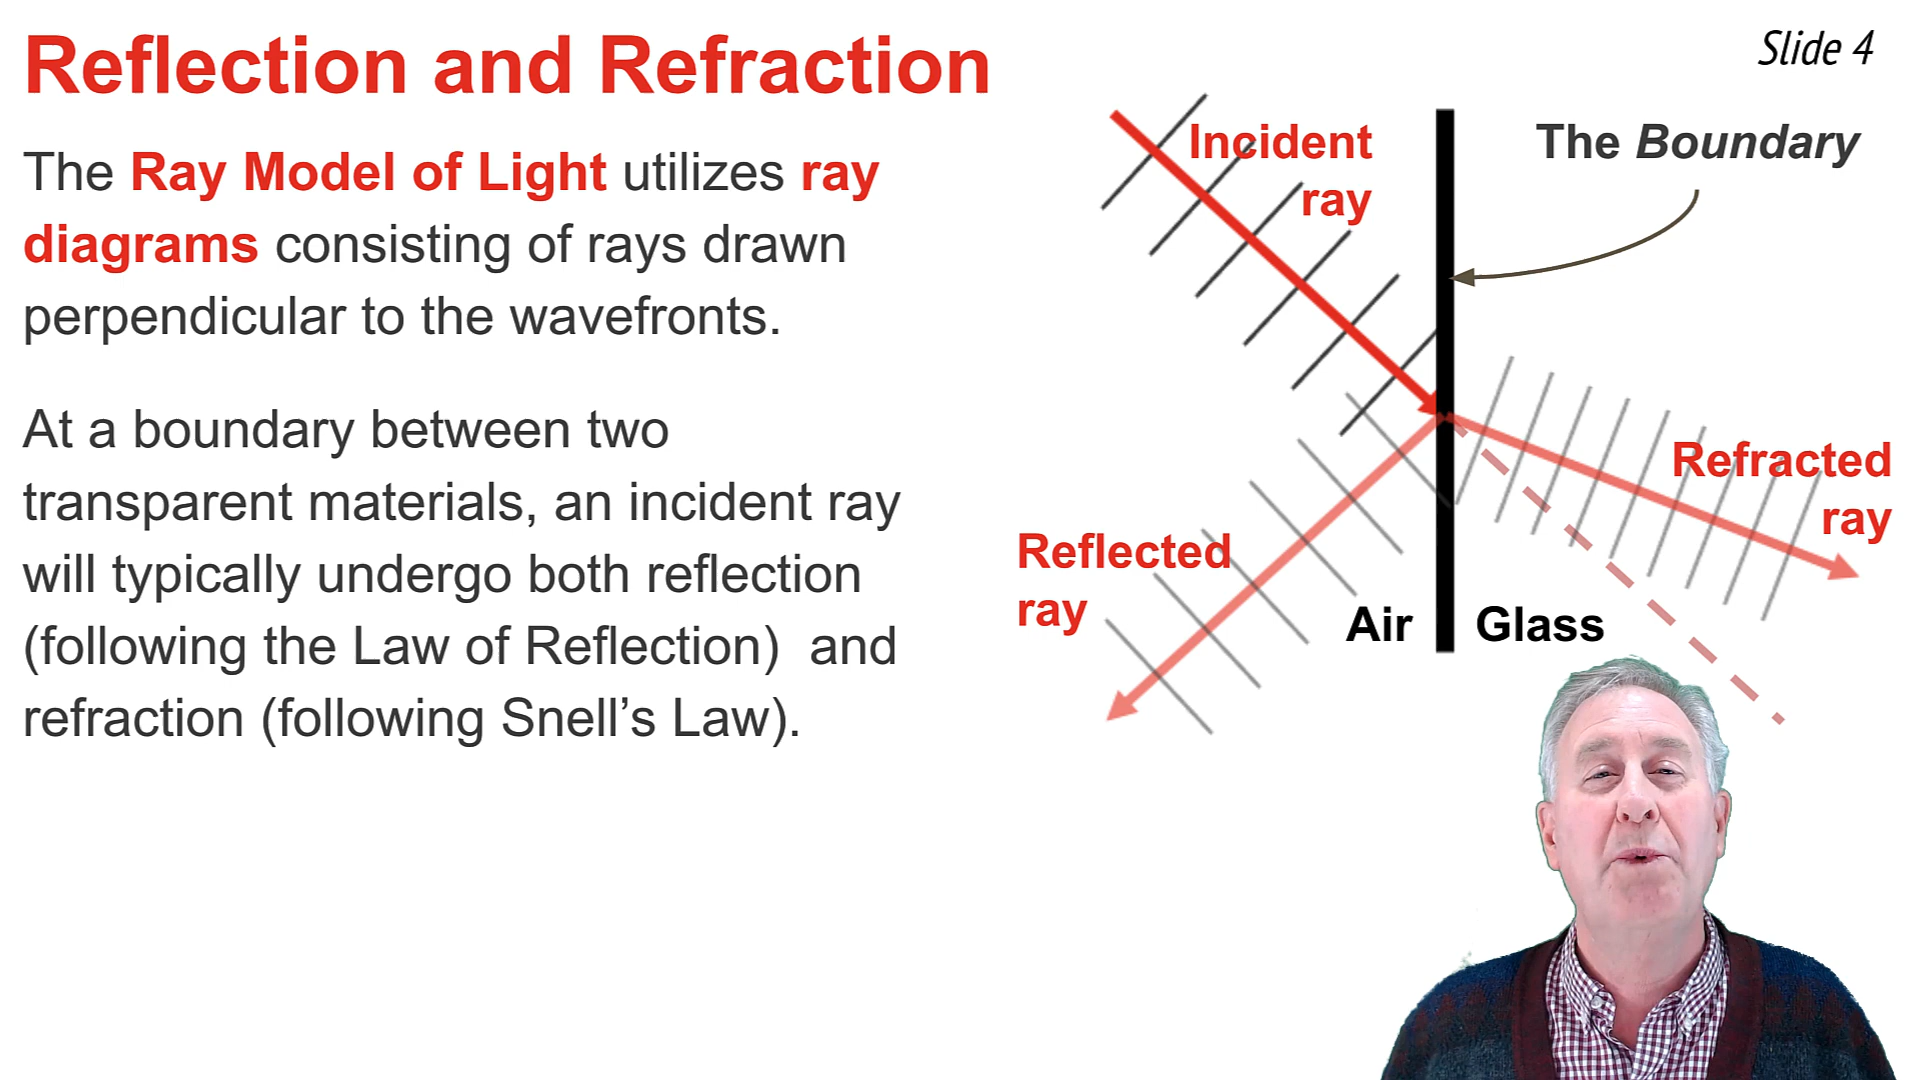 Reflection and Refraction
Slide 4
The Ray Model of Light utilizes ray
diagrams consisting of rays drawn
perpendicular to the wavefronts.
At a boundary between two
transparent materials, an incident ray
will typically undergo both reflection
(following the Law of Reflection)  and
refraction (following Snell’s Law).
Incident
ray
The Boundary
Refracted
ray
Reflected
ray
Air
Glass